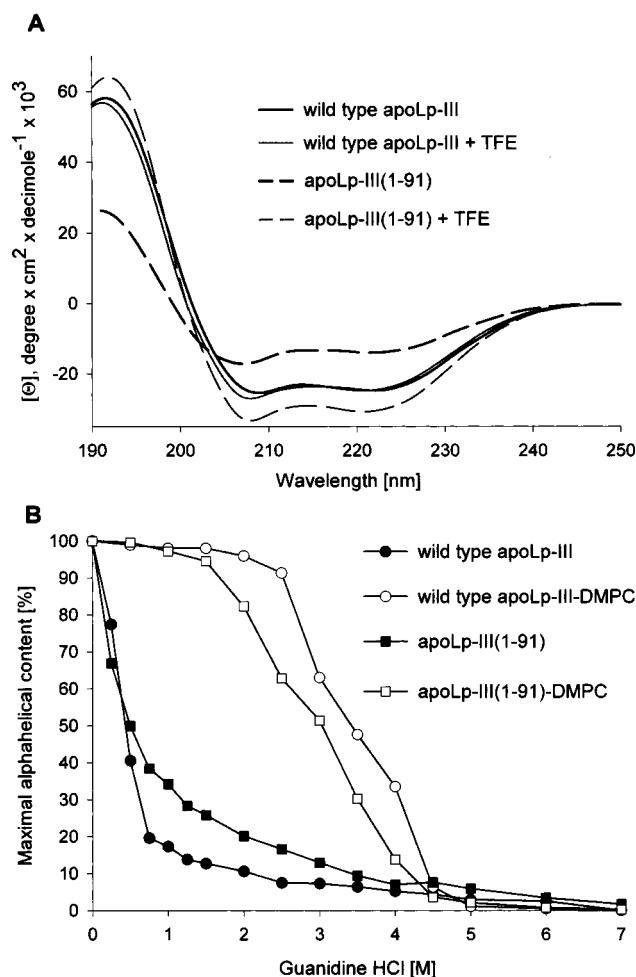 A
[Θ], degree x cm² x decimole⁻¹ x 10³
60
40
20
0
-20
wild type apoLp-III
wild type apoLp-III + TFE
apoLp-III(1-91)
apoLp-III(1-91) + TFE
190 200 210 220 230 240 250
Wavelength [nm]
B
Maximal alphahelical content [%]
100
90
80
70
60
50
40
30
20
10
0
wild type apoLp-III
wild type apoLp-III-DMPC
apoLp-III(1-91)
apoLp-III(1-91)-DMPC
0 1 2 3 4 5 6 7
Guanidine HCl [M]